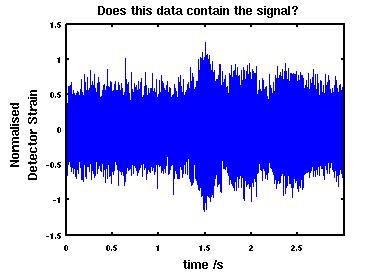 Does this data contain the signal?
Normalised
Detector Strain
1.5
1
0.5
0
-0.5
-1
-1.5
0 0.5 1 1.5 2 2.5
time /s